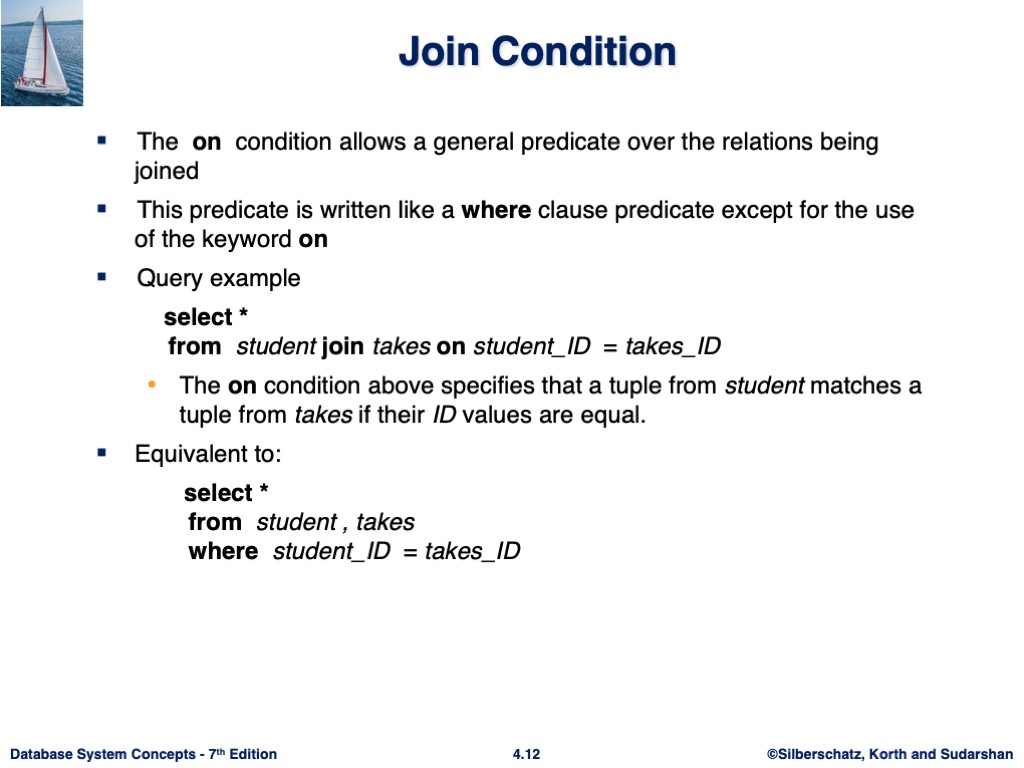 Join Condition
▪ The on condition allows a general predicate over the relations being
joined
▪ This predicate is written like a where clause predicate except for the use
of the keyword on
▪ Query example
select *
from student join takes on student_ID = takes_ID
• The on condition above specifies that a tuple from student matches a
tuple from takes if their ID values are equal.
▪ Equivalent to:
select *
from student , takes
where student_ID = takes_ID
Database System Concepts - 7th Edition
4.12
©Silberschatz, Korth and Sudarshan